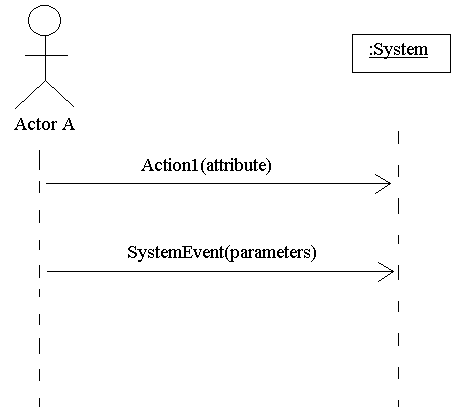 :System
Actor A
Action1(attribute)
SystemEvent(parameters)